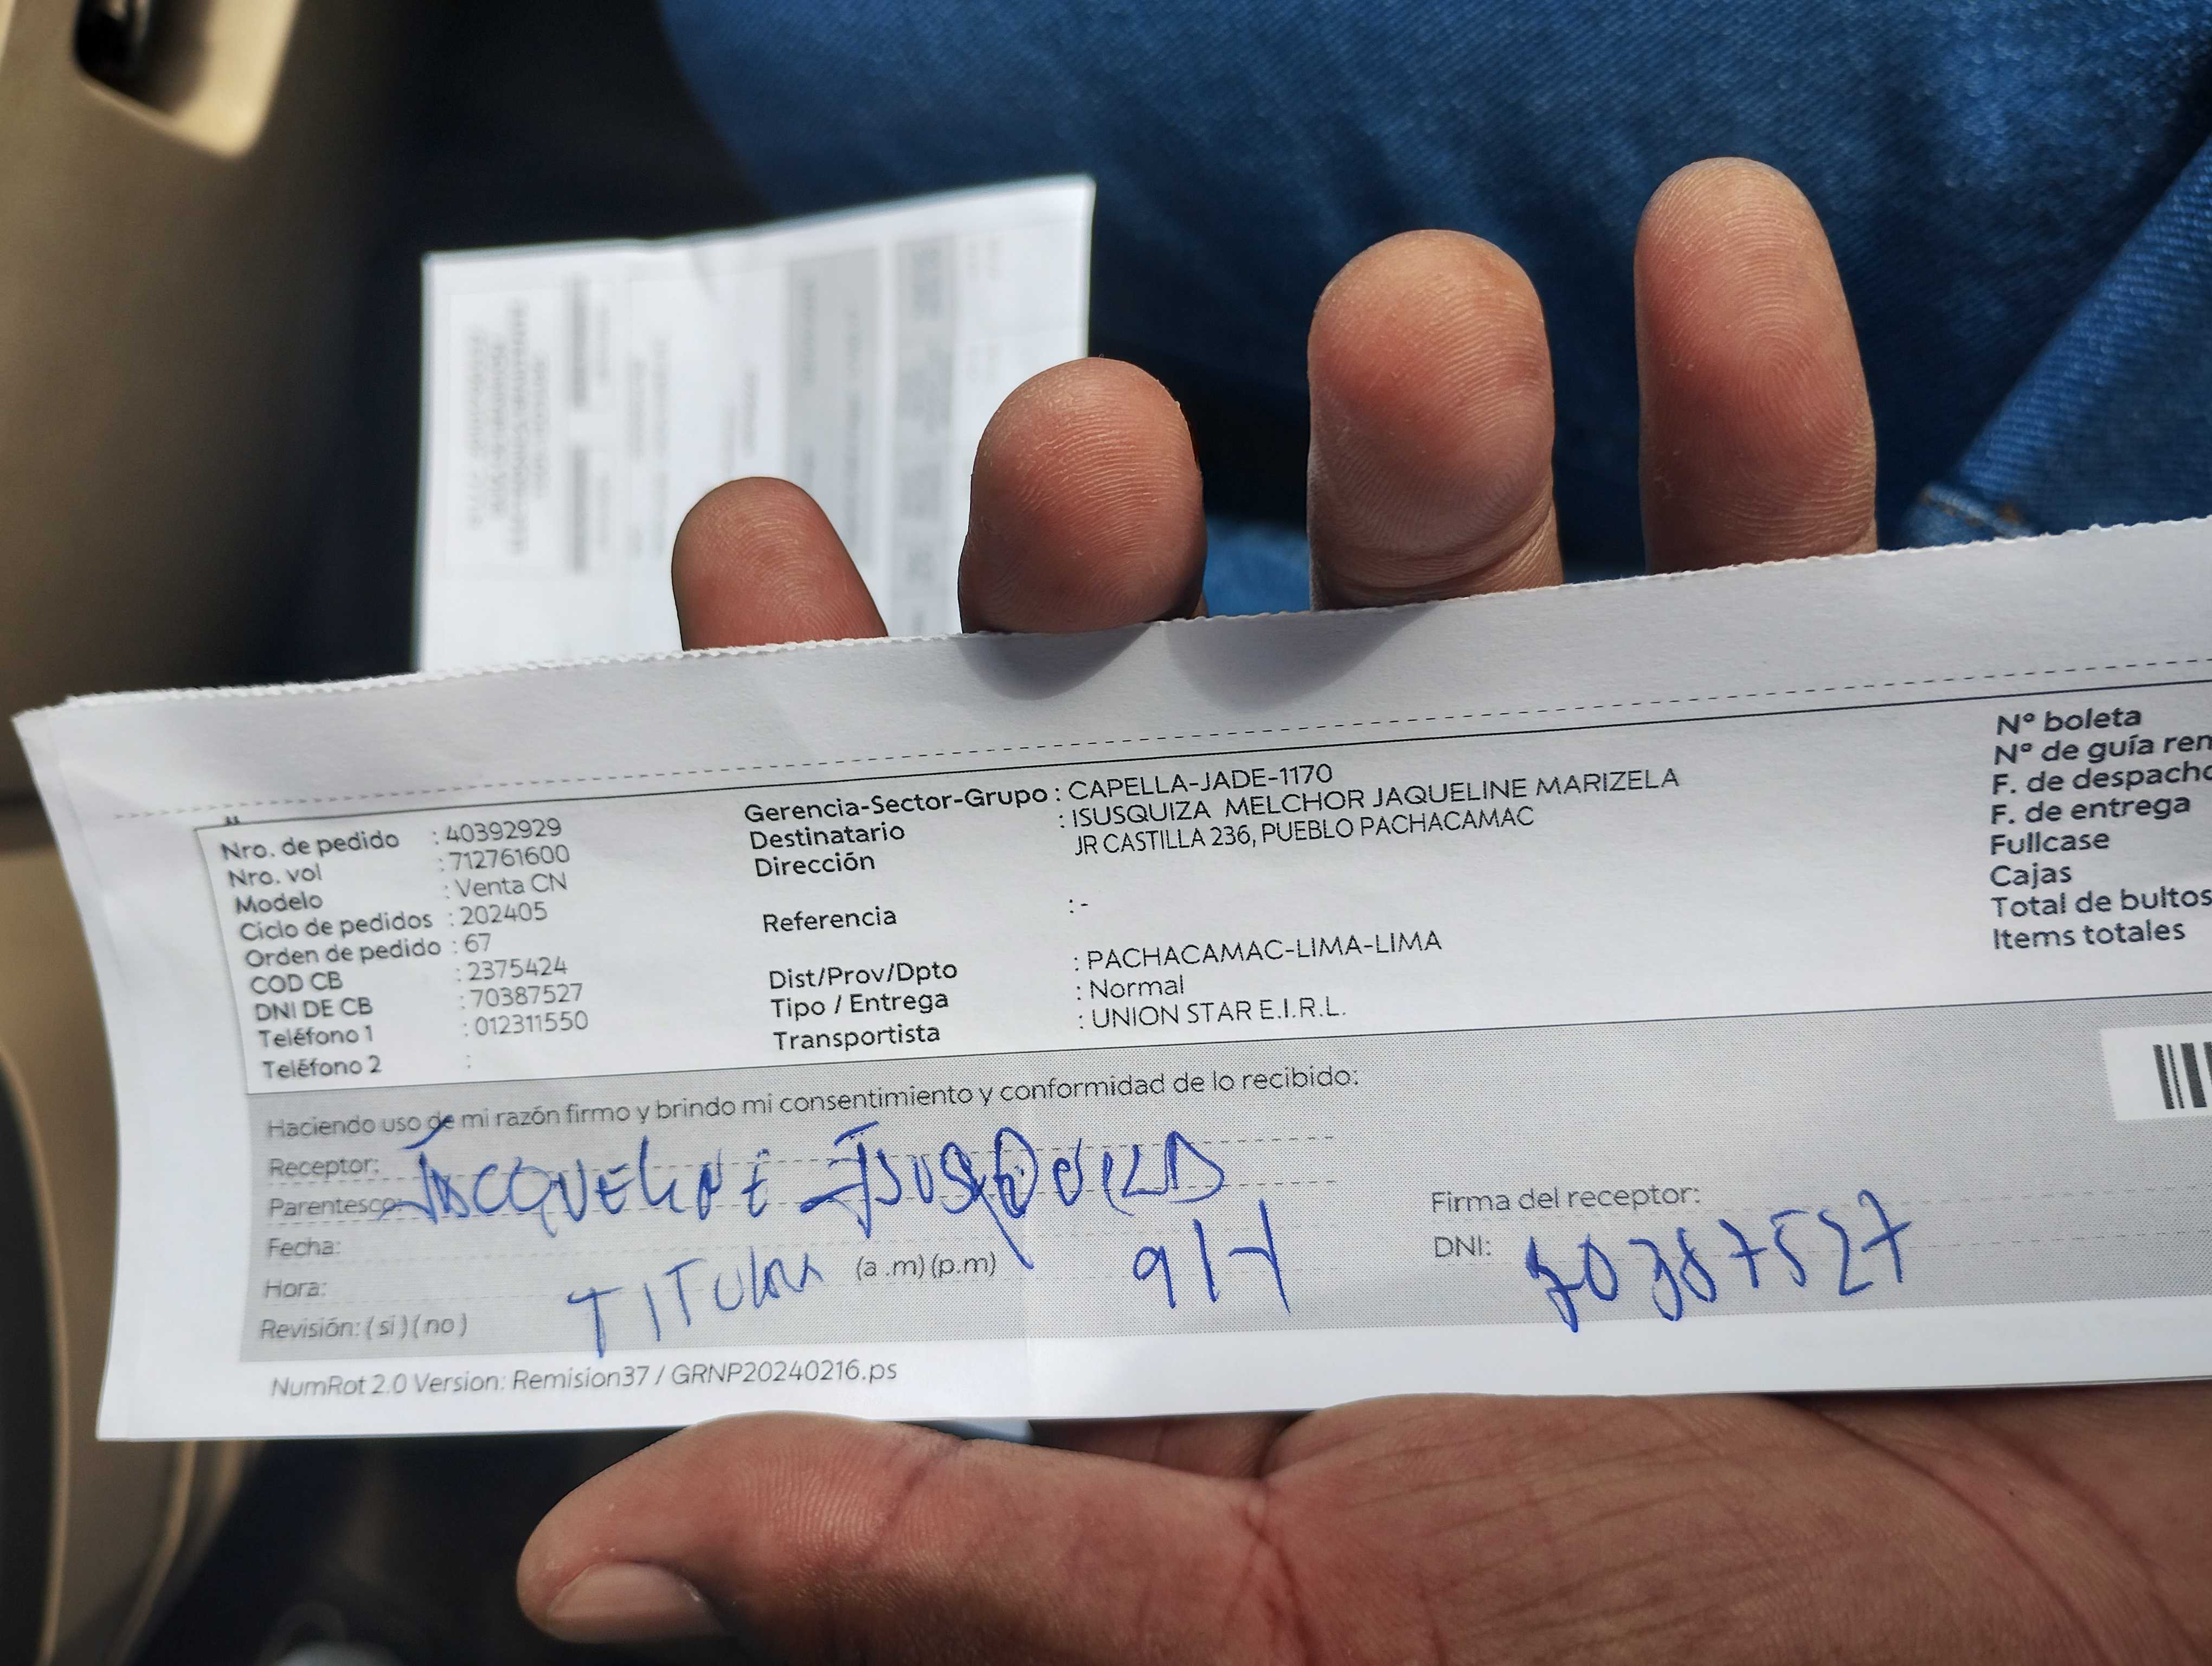 Nro. de pedido : 40392929
Nro. vol : 712761600
Modelo : Venta CN
Ciclo de pedidos : 202405
Orden de pedido : 67
COD CB : 2375424
DNI DE CB : 70387527
Teléfono 1 : 012311550
Teléfono 2 :
Gerencia-Sector-Grupo : CAPELLA-JADE-1170
Destinatario : ISUSQUIZA MELCHOR JAQUELINE MARIZELA
Dirección JR CASTILLA 236, PUEBLO PACHACAMAC
Referencia : -
Dist/Prov/Dpto : PACHACAMAC-LIMA-LIMA
Tipo / Entrega : Normal
Transportista : UNION STAR E.I.R.L.
N° boleta
N° de guía rem
F. de despacho
F. de entrega
Fullcase
Cajas
Total de bultos
Items totales
Haciendo uso de mi razón firmo y brindo mi consentimiento y conformidad de lo recibido:
Receptor:
Parentesco:
Fecha:
Hora: TITULAR (a .m) (p.m)
Revisión: ( si ) ( no )
Firma del receptor:
DNI: 70387527
NumRot 2.0 Version: Remision37 / GRNP20240216.ps